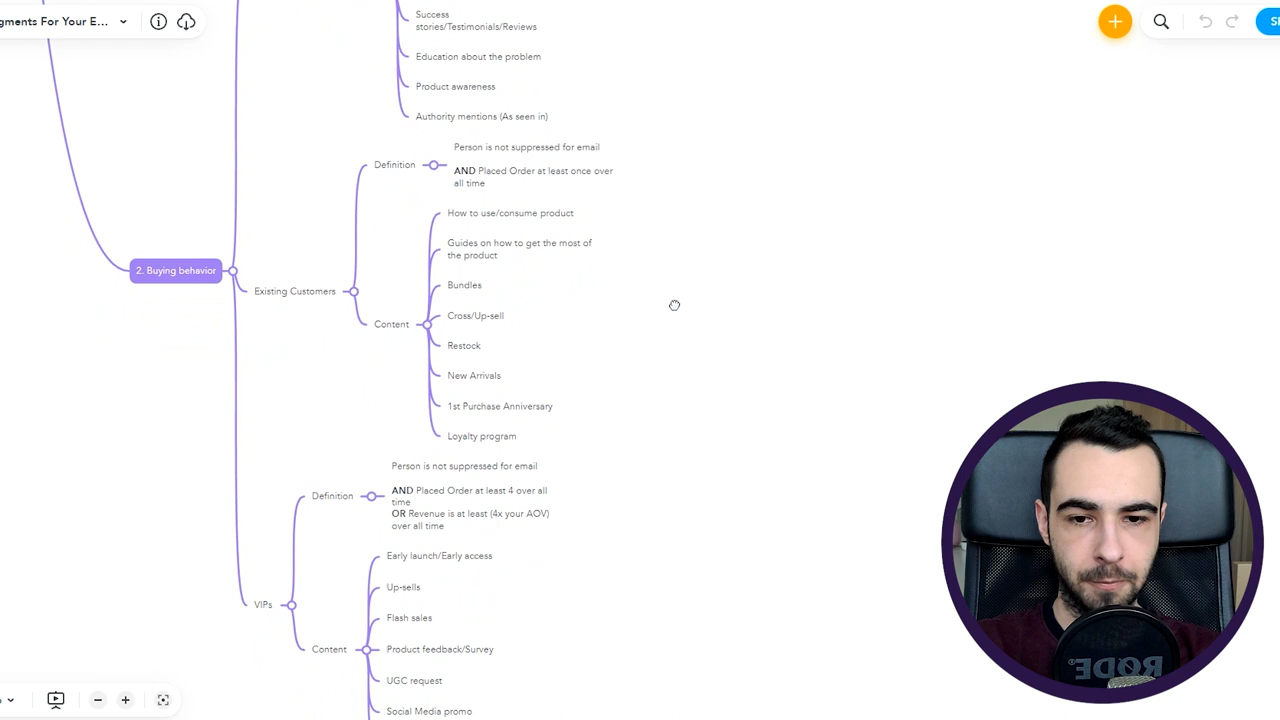 gments For Your E...
Success
stories/Testimonials/Reviews
Education about the problem
Product awareness
Authority mentions (As seen in)
Definition
Person is not suppressed for email
AND Placed Order at least once over
all time
2. Buying behavior
Existing Customers
Content
How to use/consume product
Guides on how to get the most of
the product
Bundles
Cross/Up-sell
Restock
New Arrivals
1st Purchase Anniversary
Loyalty program
VIPs
Definition
Person is not suppressed for email
AND Placed Order at least 4 over all
time
OR Revenue is at least (4x your AOV)
over all time
Content
Early launch/Early access
Up-sells
Flash sales
Product feedback/Survey
UGC request
Social Media promo
RØDE